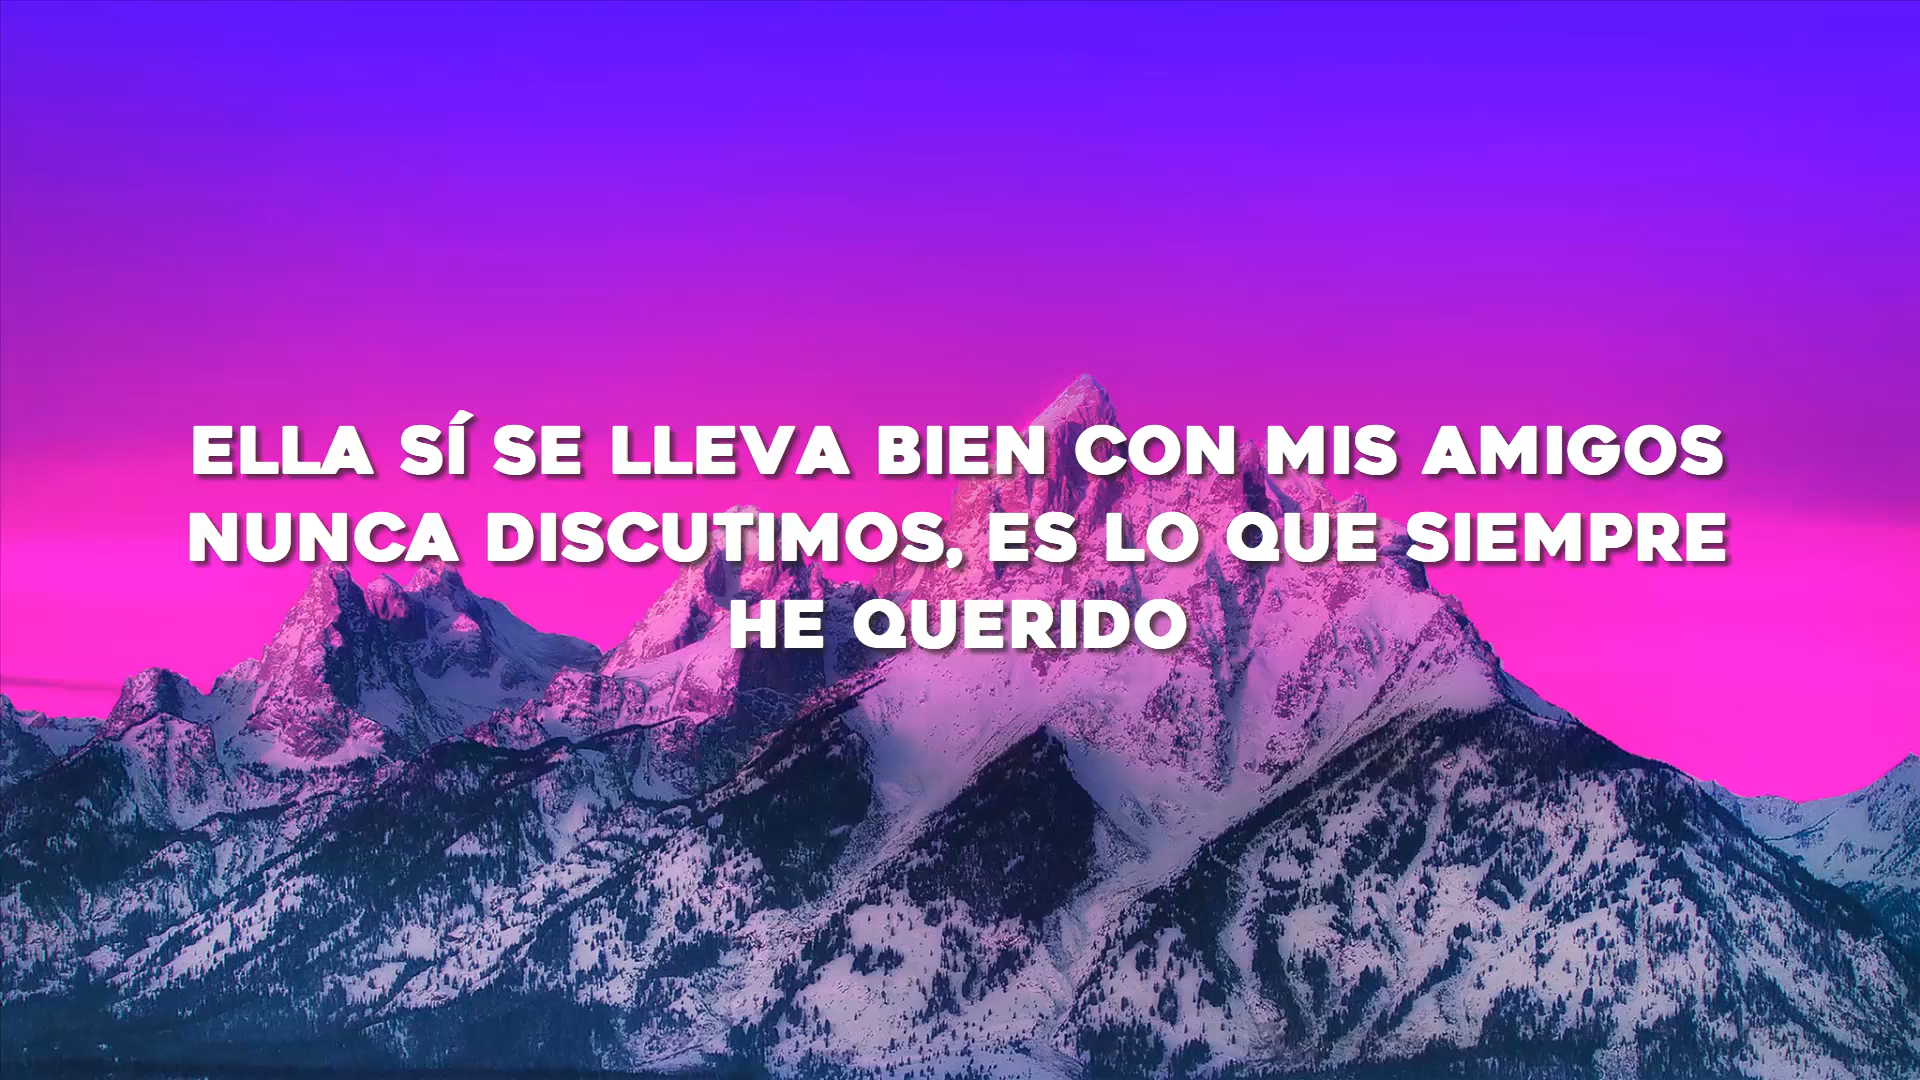 ELLA SÍ SE LLEVA BIEN CON MIS AMIGOS
NUNCA DISCUTIMOS, ES LO QUE SIEMPRE
HE QUERIDO